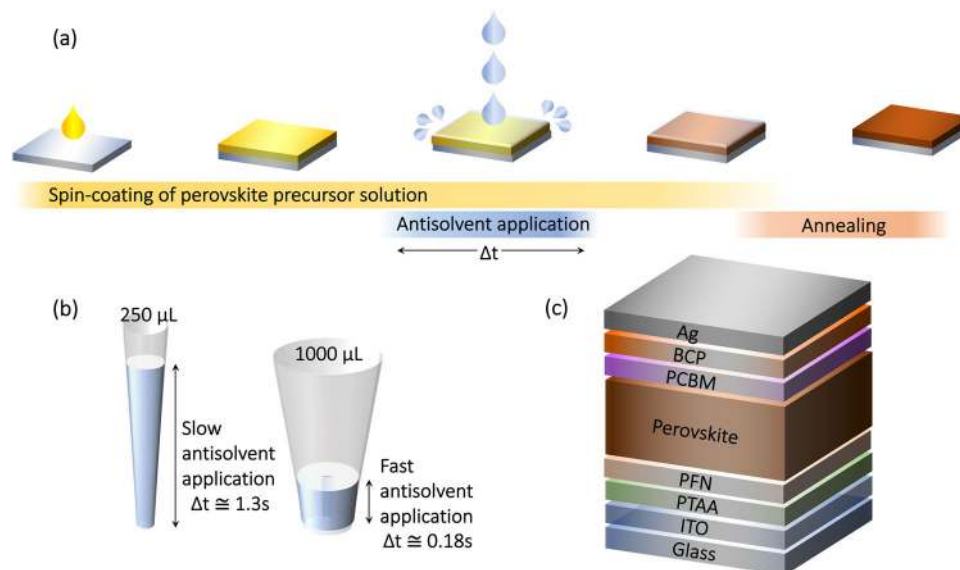 (a)
Spin-coating of perovskite precursor solution
Antisolvent application
Annealing
Δt
(b)
250 µL
Slow
antisolvent
application
Δt ≅ 1.3s
1000 µL
Fast
antisolvent
application
Δt ≅ 0.18s
(c)
Ag
BCP
PCBM
Perovskite
PFN
PTAA
ITO
Glass